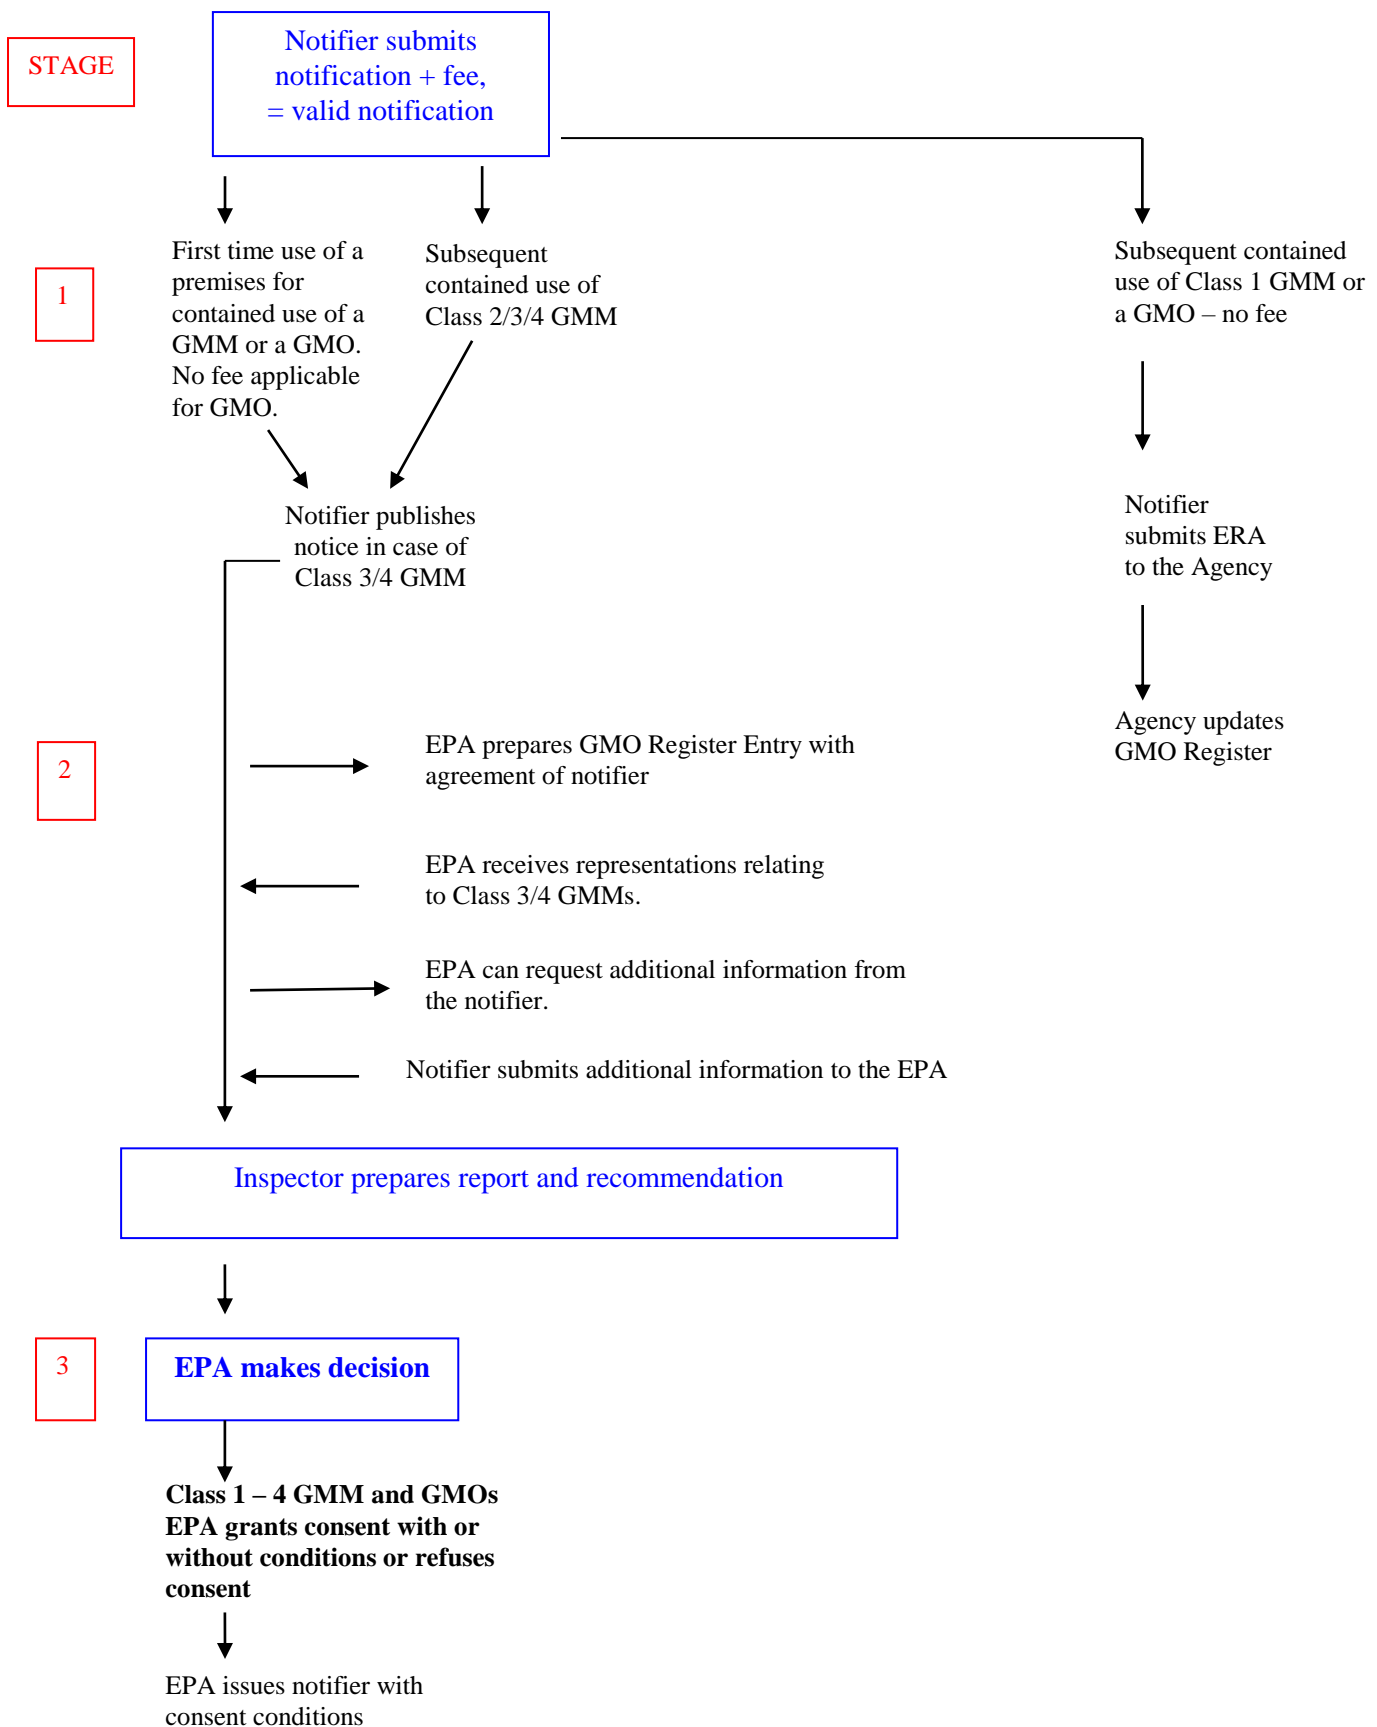 STAGE
Notifier submits
notification + fee,
= valid notification
1
First time use of a
premises for
contained use of a
GMM or a GMO.
No fee applicable
for GMO.
Subsequent
contained use of
Class 2/3/4 GMM
Subsequent contained
use of Class 1 GMM or
a GMO – no fee
Notifier publishes
notice in case of
Class 3/4 GMM
Notifier
submits ERA
to the Agency
Agency updates
GMO Register
2
EPA prepares GMO Register Entry with
agreement of notifier
EPA receives representations relating
to Class 3/4 GMMs.
EPA can request additional information from
the notifier.
Notifier submits additional information to the EPA
Inspector prepares report and recommendation
3
EPA makes decision
Class 1 – 4 GMM and GMOs
EPA grants consent with or
without conditions or refuses
consent
EPA issues notifier with
consent conditions